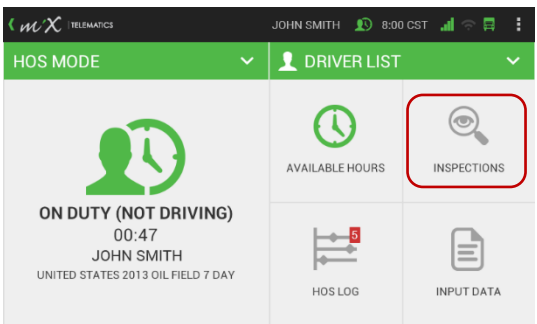 MiX TELEMATICS JOHN SMITH 8:00 CST
HOS MODE
DRIVER LIST
ON DUTY (NOT DRIVING)
00:47
JOHN SMITH
UNITED STATES 2013 OIL FIELD 7 DAY
AVAILABLE HOURS
INSPECTIONS
5
HOS LOG
INPUT DATA